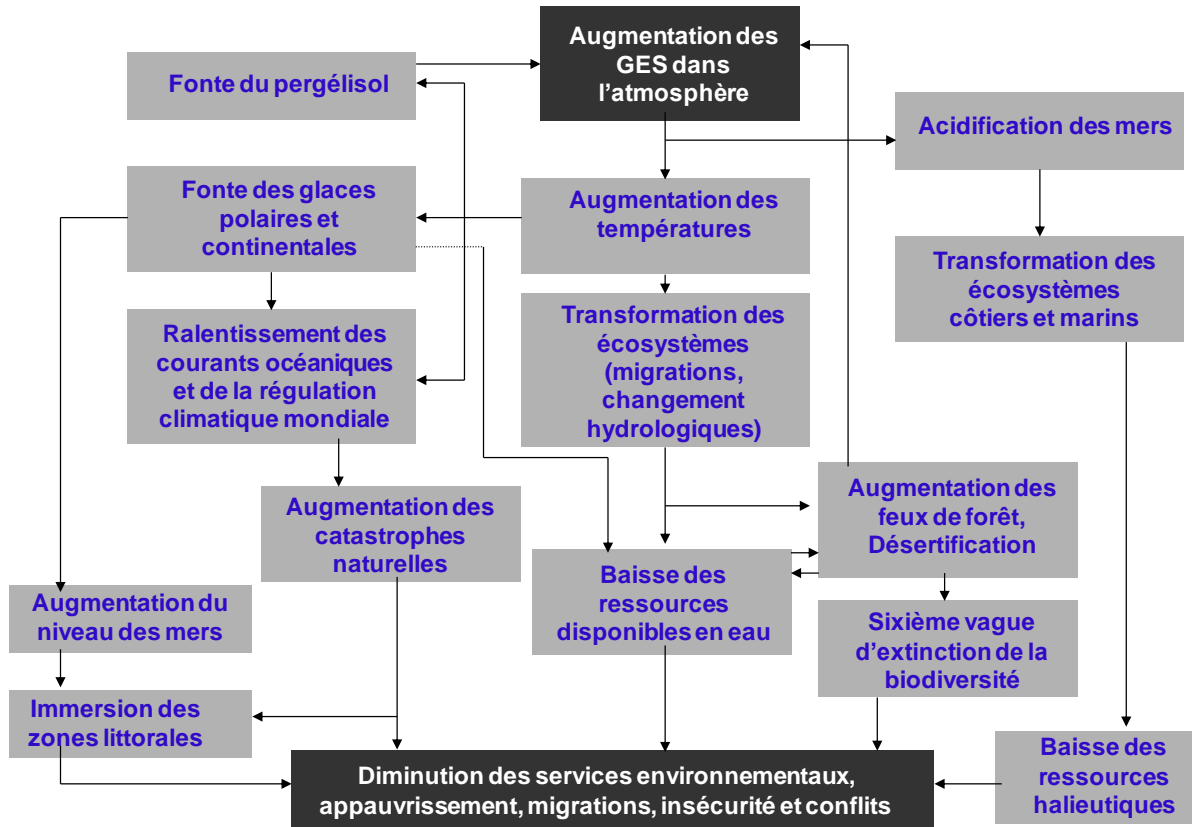 Augmentation des
GES dans
l'atmosphère
Fonte du pergélisol
Acidification des mers
Fonte des glaces
polaires et
continentales
Augmentation des
températures
Transformation des
écosystèmes
côtiers et marins
Ralentissement des
courants océaniques
et de la régulation
climatique mondiale
Transformation des
écosystèmes
(migrations,
changement
hydrologiques)
Augmentation des
catastrophes
naturelles
Augmentation des
feux de forêt,
Désertification
Baisse des
ressources
disponibles en eau
Augmentation du
niveau des mers
Sixième vague
d'extinction de la
biodiversité
Immersion des
zones littorales
Baisse des
ressources
halieutiques
Diminution des services environnementaux,
appauvrissement, migrations, insécurité et conflits